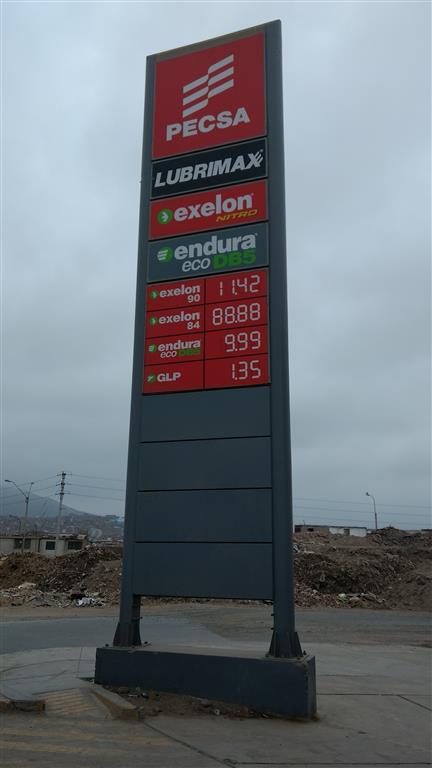 PECSA
LUBRIMAX
exelon
NITRO
endura
eco DB5
exelon 90 11.42
exelon 84 88.88
endura eco DB5 9.99
GLP 1.35